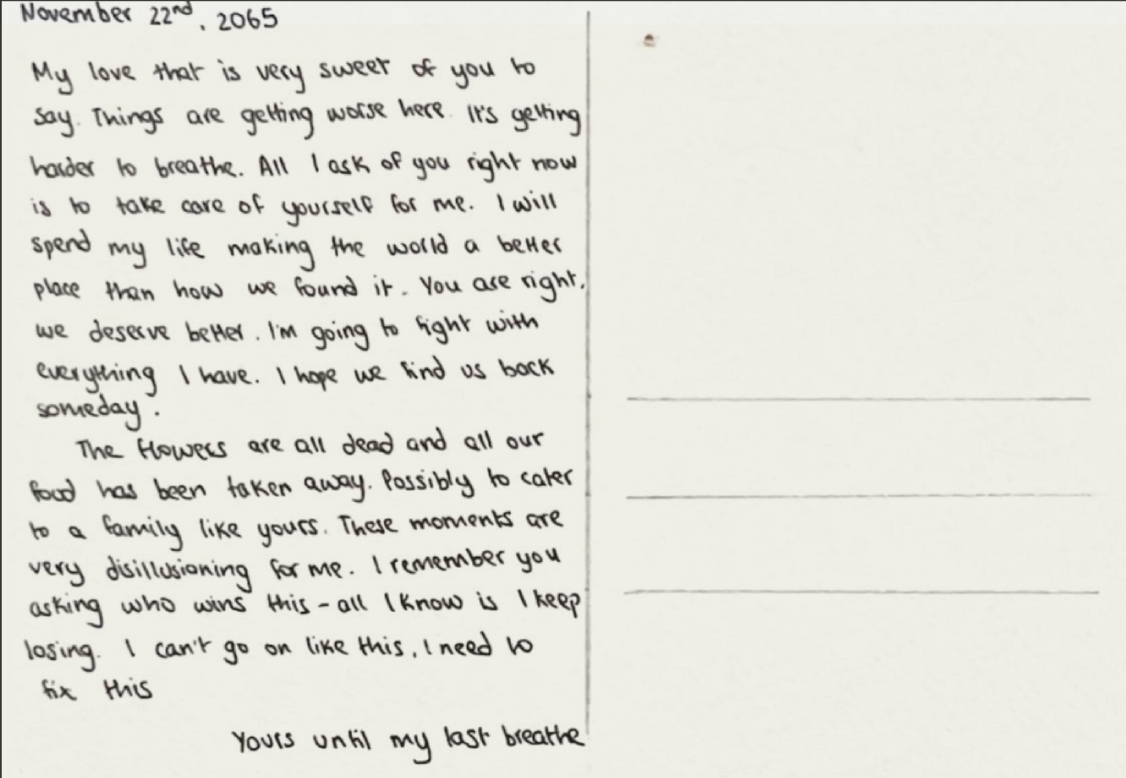 November 22nd, 2065
My love that is very sweet of you to
say. Things are getting worse here. It's getting
harder to breathe. All I ask of you right now
is to take care of yourself for me. I will
spend my life making the world a better
place than how we found it. You are right,
we deserve better. I'm going to fight with
everything I have. I hope we find us back
someday.
The flowers are all dead and all our
food has been taken away. Possibly to cater
to a family like yours. These moments are
very disillusioning for me. I remember you
asking who wins this - all I know is I keep
losing. I can't go on like this, I need to
fix this
Yours until my last breathe